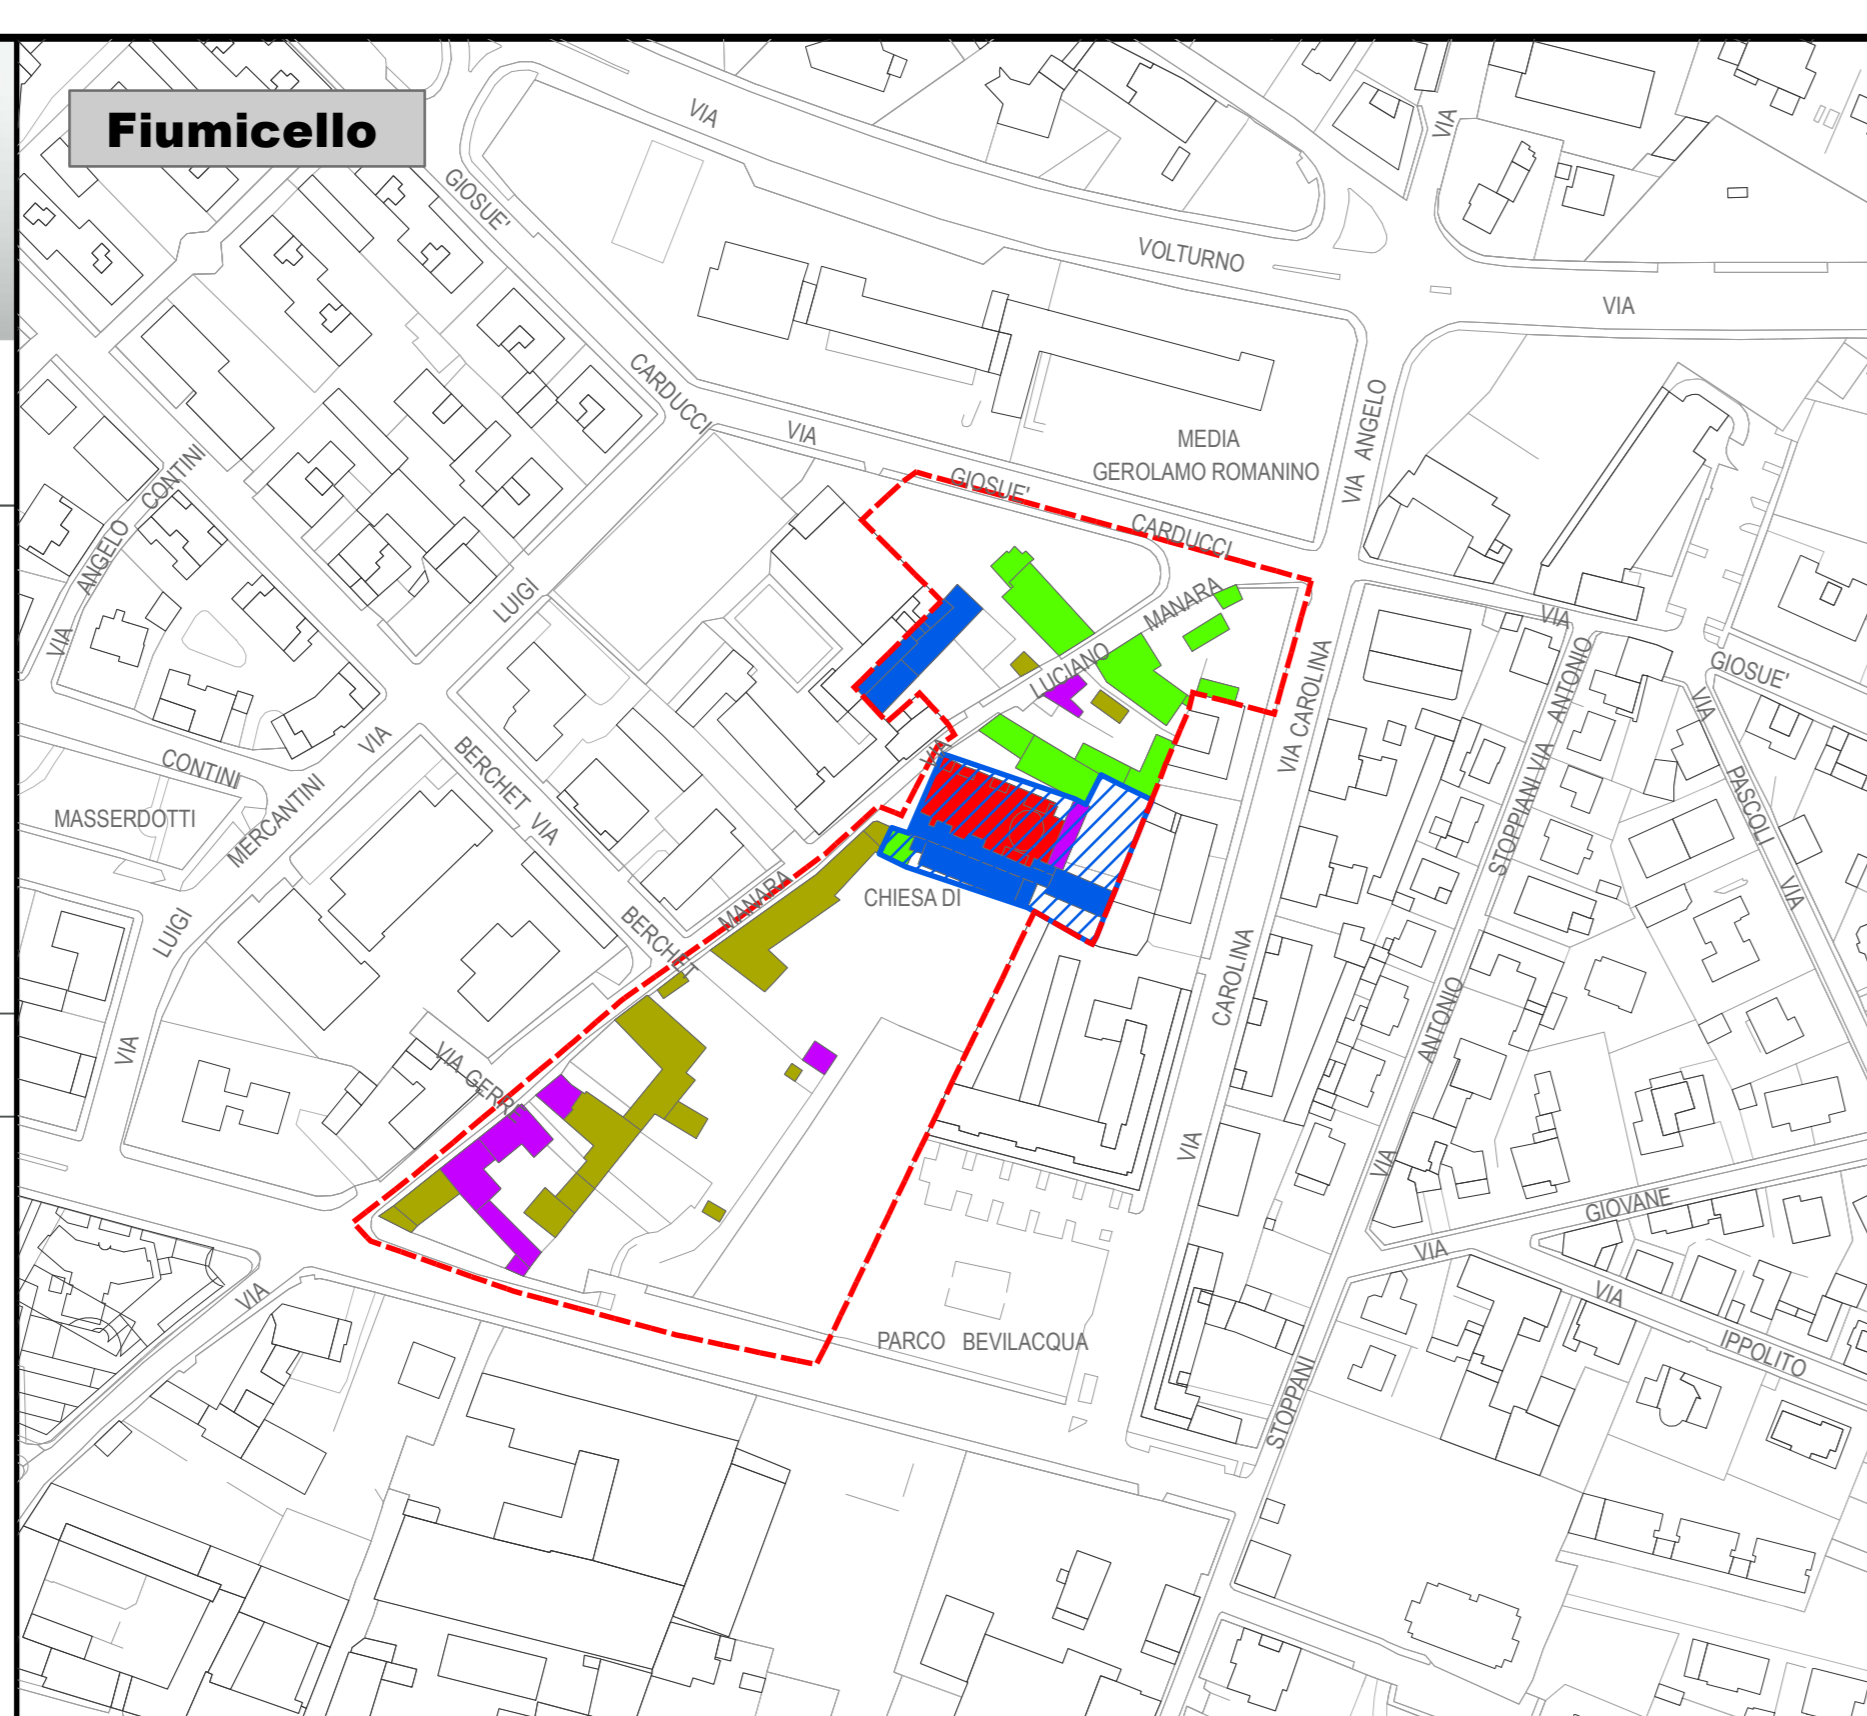 Fiumicello
VIA
VIA
GIOSUE'
VOLTURNO
VIA
CARDUCCI
VIA ANGELO
VIA
MEDIA
GEROLAMO ROMANINO
GIOSUE'
CARDUCCI
CONTINI
ANGELO
VIA
LUIGI
MANARA
LUCIANO
VIA
VIA CAROLINA
VIA
ANTONIO
GIOSUE'
VIA
PASCOLI
VIA
STOPPANI VIA
CONTINI
VIA
MERCANTINI
LUIGI
VIA
MASSERDOTTI
BERCHET
VIA
BERCHET
MANARA
CHIESA DI
CAROLINA
VIA
ANTONIO
VIA
VIA GERRI
GIOVANE
VIA
VIA
IPPOLITO
VIA
PARCO BEVILACQUA
STOPPANI